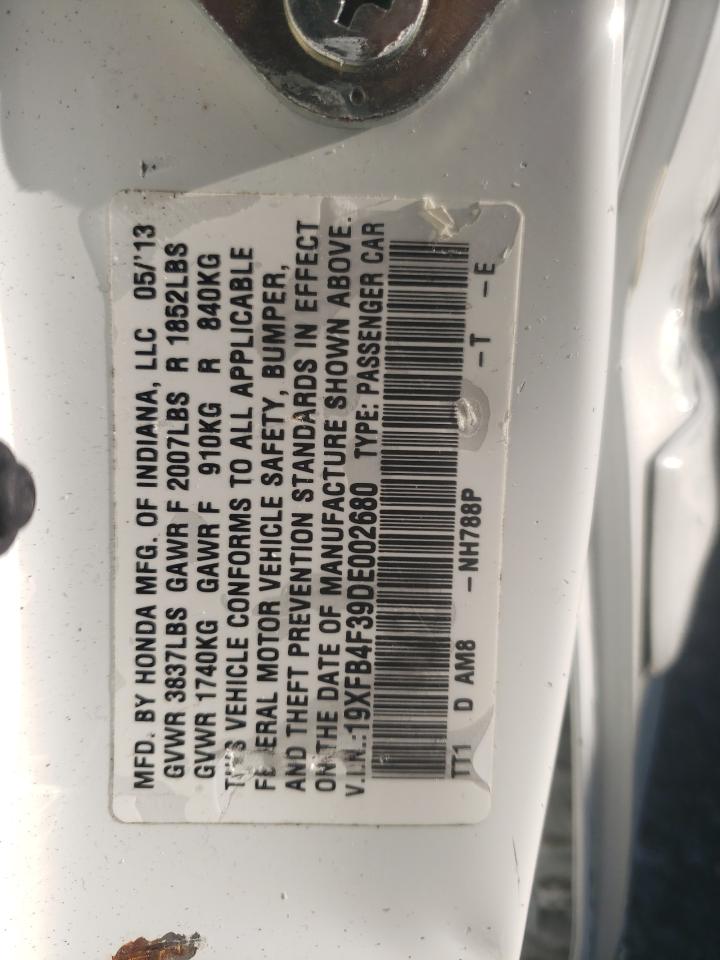 MFD. BY HONDA MFG. OF INDIANA, LLC 05/'13
GVWR 3837LBS GAWR F 2007LBS R 1852LBS
GVWR 1740KG GAWR F 910KG R 840KG
THIS VEHICLE CONFORMS TO ALL APPLICABLE
FEDERAL MOTOR VEHICLE SAFETY, BUMPER,
AND THEFT PREVENTION STANDARDS IN EFFECT
ON THE DATE OF MANUFACTURE SHOWN ABOVE.
V.I.N.:19XFB4F39DE002680 TYPE: PASSENGER CAR
TT1 D AM8 -NH788P -T -E